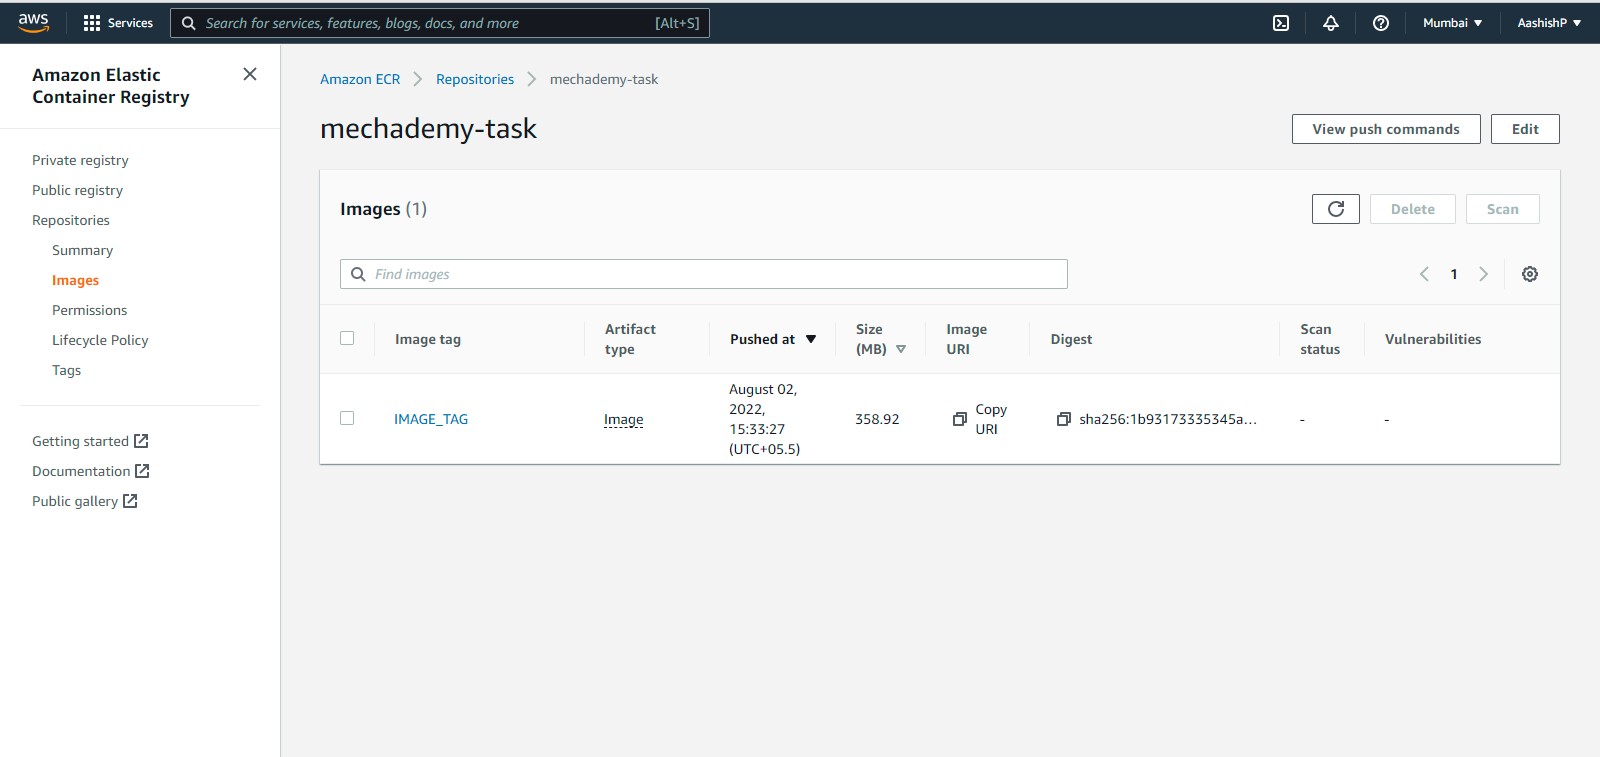 aws
Services
Search for services, features, blogs, docs, and more
[Alt+S]
Mumbai
AashishP
Amazon Elastic
Container Registry
Private registry
Public registry
Repositories
Summary
Images
Permissions
Lifecycle Policy
Tags
Getting started
Documentation
Public gallery
Amazon ECR
Repositories
mechademy-task
mechademy-task
View push commands
Edit
Images (1)
Delete
Scan
Find images
1
Image tag
Artifact
type
Pushed at
Size
(MB)
Image
URI
Digest
Scan
status
Vulnerabilities
IMAGE_TAG
Image
August 02,
2022,
15:33:27
(UTC+05.5)
358.92
Copy
URI
sha256:1b93173335345a...
-
-